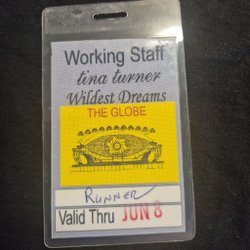 Working Staff
tina turner
Wildest Dreams
THE GLOBE
RUNNER
Valid Thru JUN 8